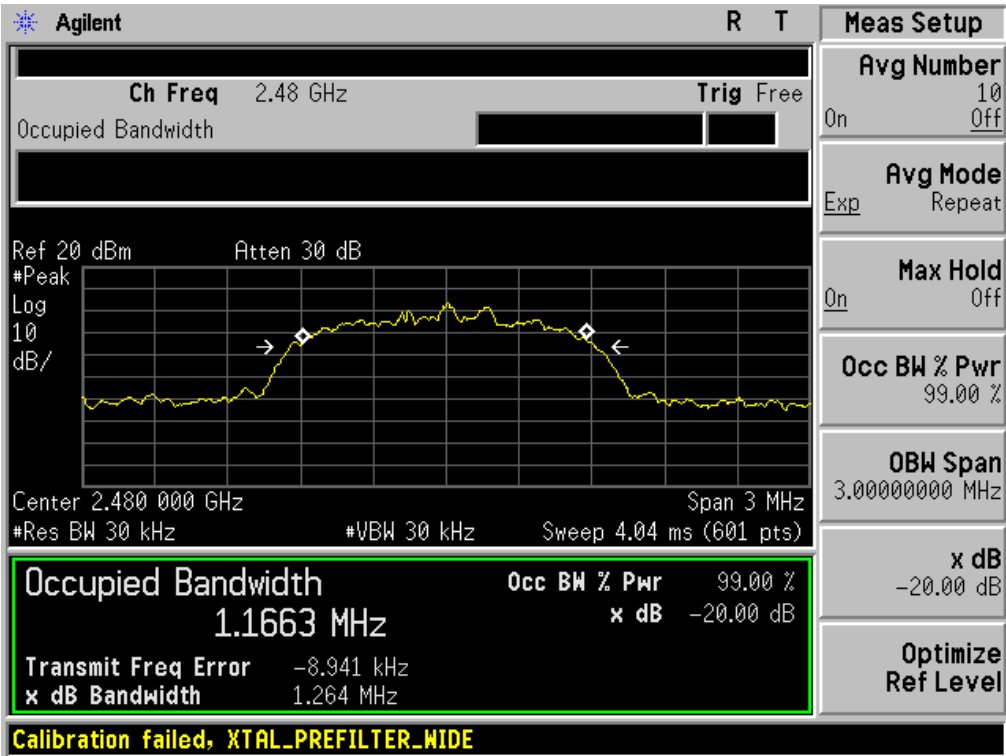 Agilent R T
Ch Freq 2.48 GHz Trig Free
Occupied Bandwidth
Ref 20 dBm Atten 30 dB
#Peak
Log
10
dB/
Center 2.480 000 GHz Span 3 MHz
#Res BW 30 kHz #VBW 30 kHz Sweep 4.04 ms (601 pts)
Occupied Bandwidth Occ BW % Pwr 99.00 %
1.1663 MHz x dB -20.00 dB
Transmit Freq Error -8.941 kHz
x dB Bandwidth 1.264 MHz
Calibration failed, XTAL_PREFILTER_WIDE
Meas Setup
Avg Number
10
On Off
Avg Mode
Exp Repeat
Max Hold
On Off
Occ BW % Pwr
99.00 %
OBW Span
3.00000000 MHz
x dB
-20.00 dB
Optimize
Ref Level